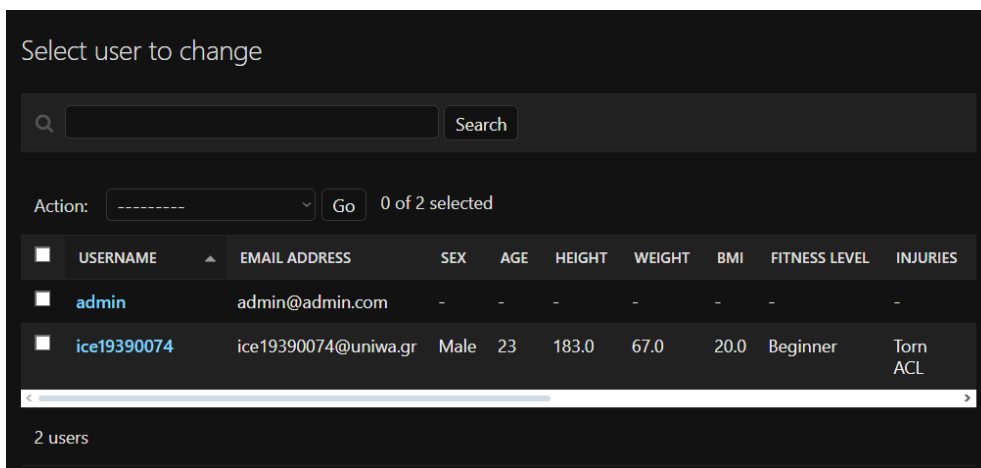 Select user to change
Search
Action: --------- Go 0 of 2 selected
USERNAME EMAIL ADDRESS SEX AGE HEIGHT WEIGHT BMI FITNESS LEVEL INJURIES
admin admin@admin.com - - - - - - -
ice19390074 ice19390074@uniwa.gr Male 23 183.0 67.0 20.0 Beginner Torn
ACL
2 users